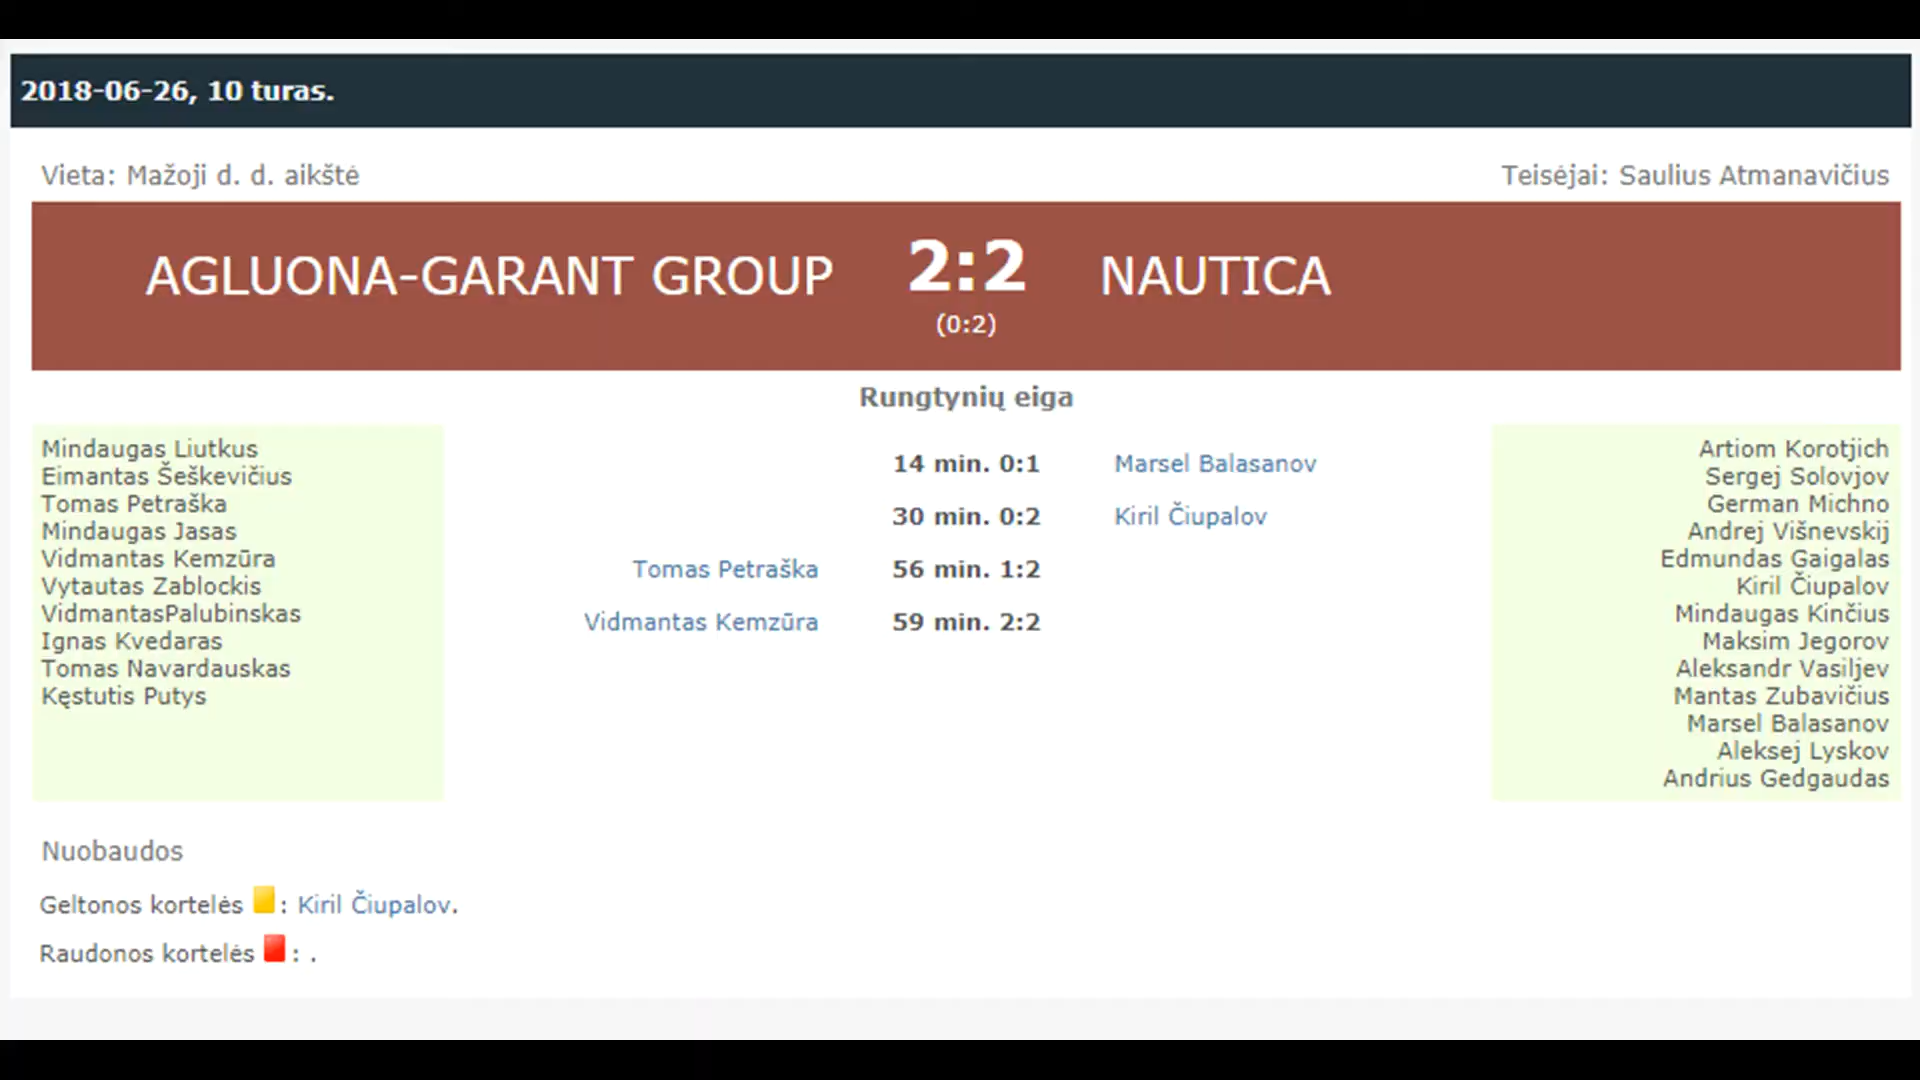 2018-06-26, 10 turas.
Vieta: Mažoji d. d. aikštė
Teisėjai: Saulius Atmanavičius
AGLUONA-GARANT GROUP 2:2 NAUTICA
(0:2)
Rungtynių eiga
Mindaugas Liutkus
Eimantas Šeškevičius
Tomas Petraška
Mindaugas Jasas
Vidmantas Kemzūra
Vytautas Zablockis
VidmantasPalubinskas
Ignas Kvedaras
Tomas Navardauskas
Kęstutis Putys
14 min. 0:1 Marsel Balasanov
30 min. 0:2 Kiril Čiupalov
Tomas Petraška 56 min. 1:2
Vidmantas Kemzūra 59 min. 2:2
Artiom Korotjich
Sergej Solovjov
German Michno
Andrej Višnevskij
Edmundas Gaigalas
Kiril Čiupalov
Mindaugas Kinčius
Maksim Jegorov
Aleksandr Vasiljev
Mantas Zubavičius
Marsel Balasanov
Aleksej Lyskov
Andrius Gedgaudas
Nuobaudos
Geltonos kortelės : Kiril Čiupalov.
Raudonos kortelės : .